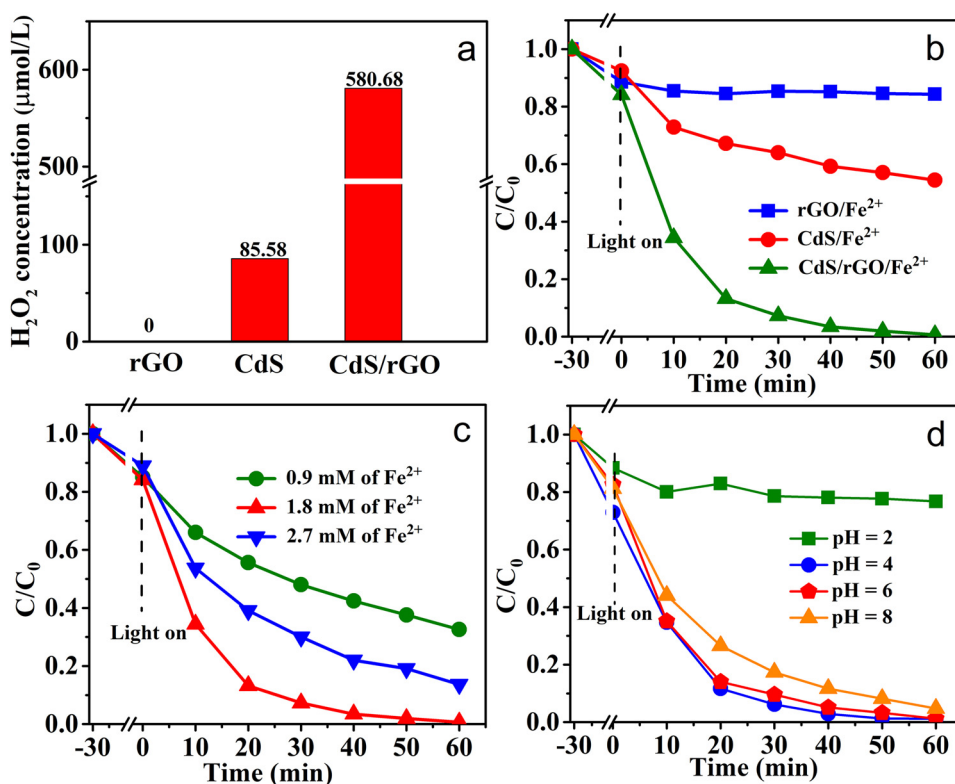 a
H₂O₂ concentration (μmol/L)
600
500
100
0
0
85.58
580.68
rGO
CdS
CdS/rGO
b
C/C₀
1.0
0.8
0.6
0.4
0.2
0.0
Light on
rGO/Fe²⁺
CdS/Fe²⁺
CdS/rGO/Fe²⁺
-30 0 10 20 30 40 50 60
Time (min)
c
C/C₀
1.0
0.8
0.6
0.4
0.2
0.0
Light on
0.9 mM of Fe²⁺
1.8 mM of Fe²⁺
2.7 mM of Fe²⁺
-30 0 10 20 30 40 50 60
Time (min)
d
C/C₀
1.0
0.8
0.6
0.4
0.2
0.0
Light on
pH = 2
pH = 4
pH = 6
pH = 8
-30 0 10 20 30 40 50 60
Time (min)